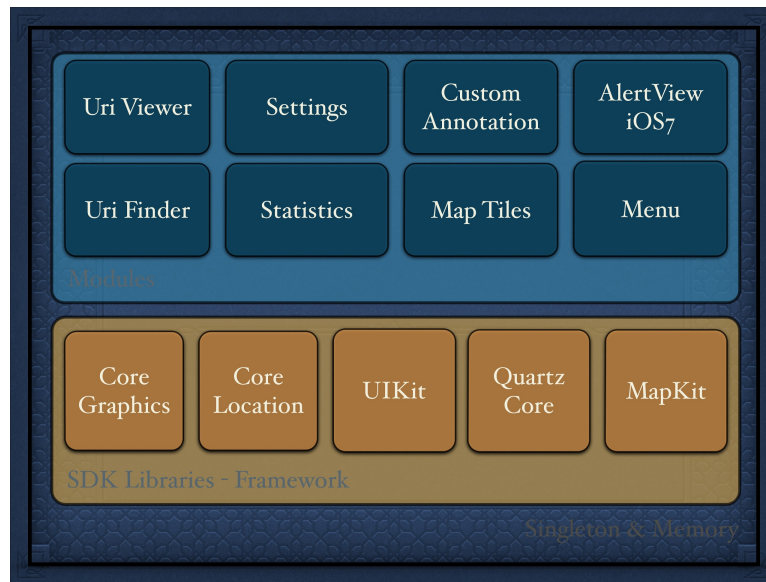 Uri Viewer
Settings
Custom
Annotation
AlertView
iOS7
Uri Finder
Statistics
Map Tiles
Menu
Modules
Core
Graphics
Core
Location
UIKit
Quartz
Core
MapKit
SDK Libraries - Framework
Singleton & Memory